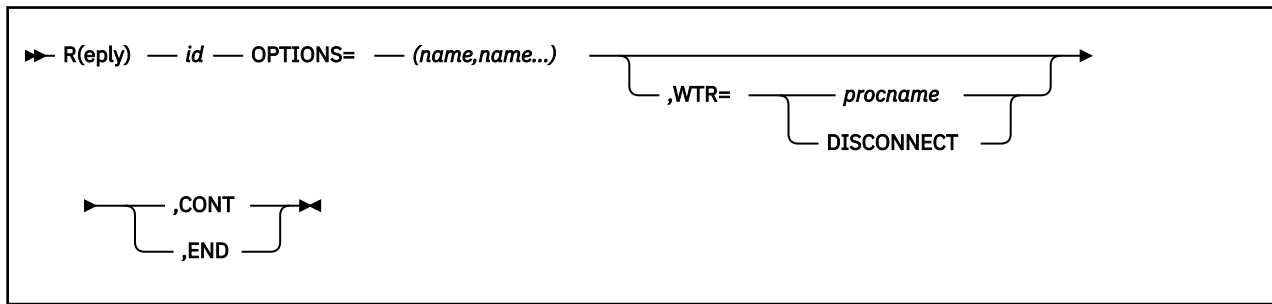 R(eply) id OPTIONS= (name,name...)
,WTR= procname
DISCONNECT
,CONT
,END